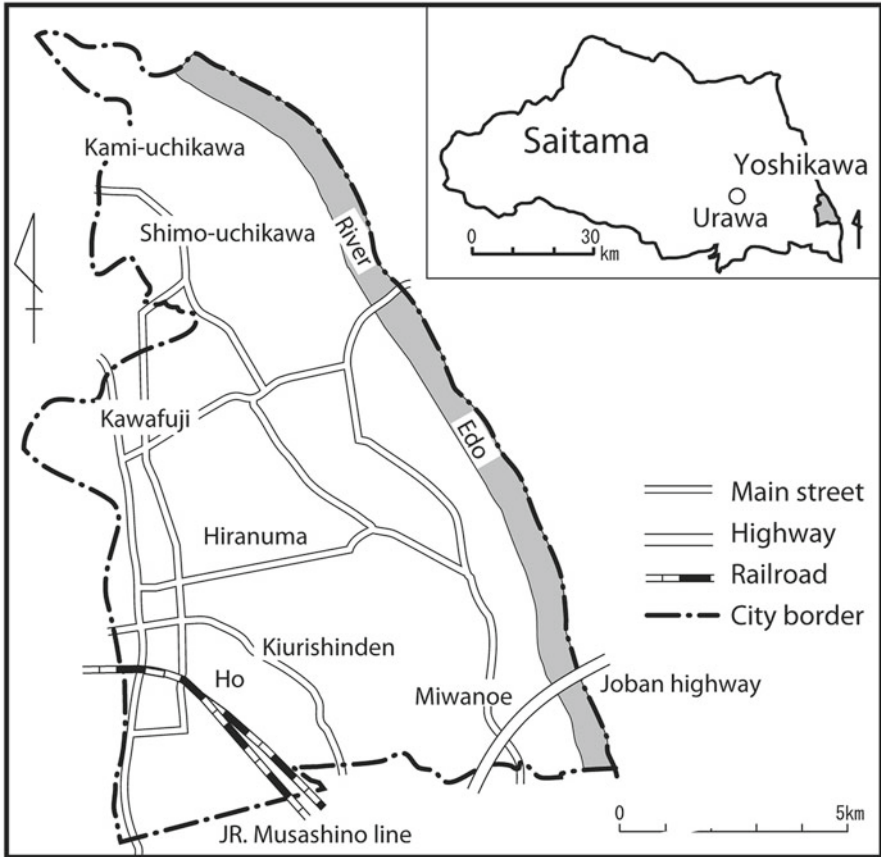 Kami-uchikawa
Shimo-uchikawa
River
Kawafuji
Edo
Hiranuma
Kiurishinden
Ho
Miwanoe
Joban highway
JR. Musashino line
Saitama
Yoshikawa
Urawa
0 30
km
Main street
Highway
Railroad
City border
0 5km